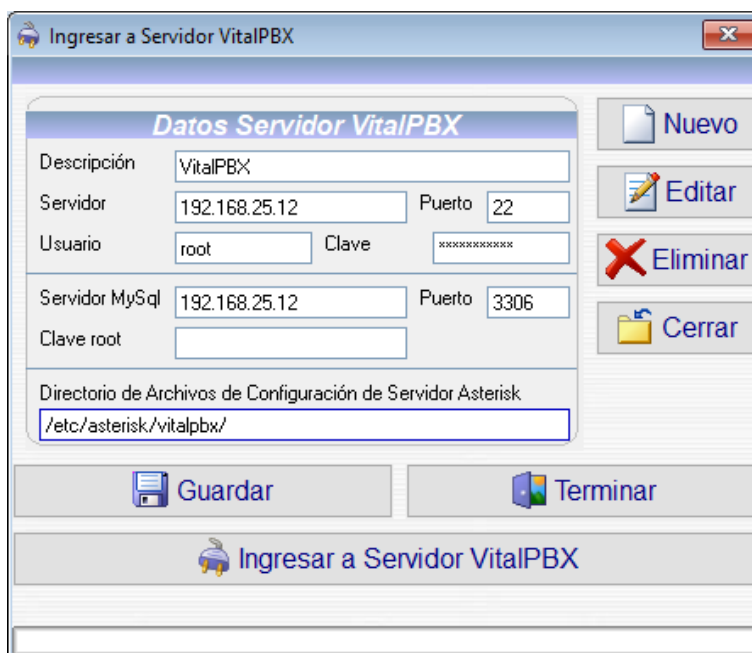 Ingresar a Servidor VitalPBX
Datos Servidor VitalPBX
Descripción VitalPBX
Servidor 192.168.25.12 Puerto 22
Usuario root Clave ***********
Servidor MySql 192.168.25.12 Puerto 3306
Clave root
Directorio de Archivos de Configuración de Servidor Asterisk
/etc/asterisk/vitalpbx/
Nuevo
Editar
Eliminar
Cerrar
Guardar Terminar
Ingresar a Servidor VitalPBX